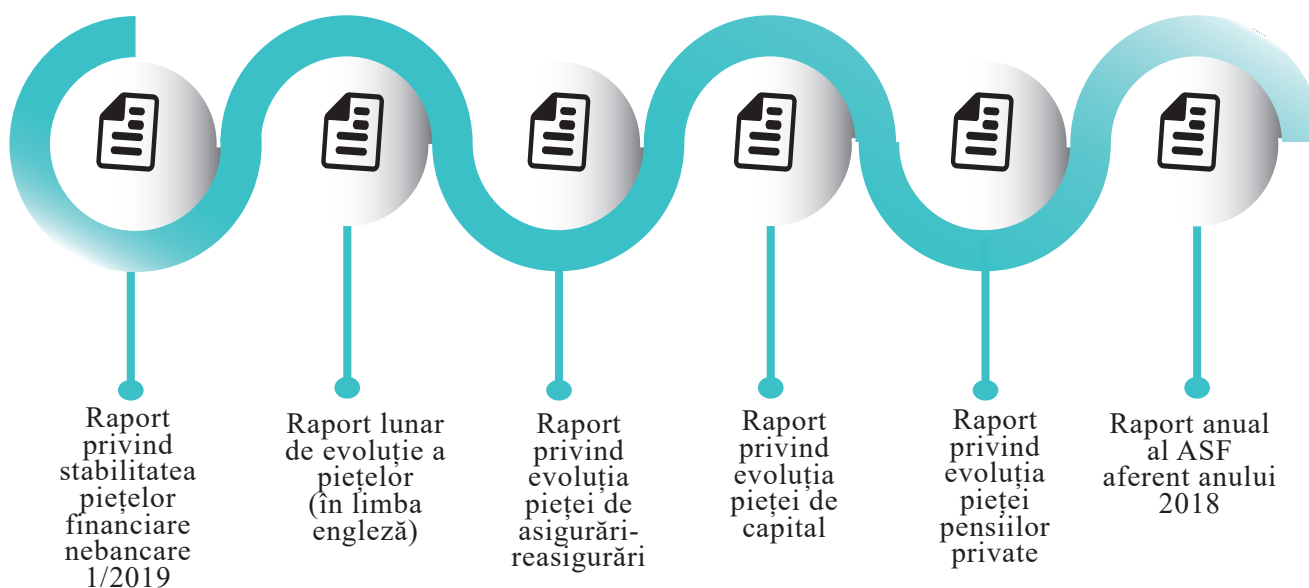 Raport
privind
stabilitatea
piețelor
financiare
nebancare
1/2019
Raport lunar
de evoluție a
piețelor
(în limba
engleză)
Raport
privind
evoluția
pieței de
asigurări-
reasigurări
Raport
privind
evoluția
pieței de
capital
Raport
privind
evoluția
pieței
pensiilor
private
Raport anual
al ASF
aferent anului
2018